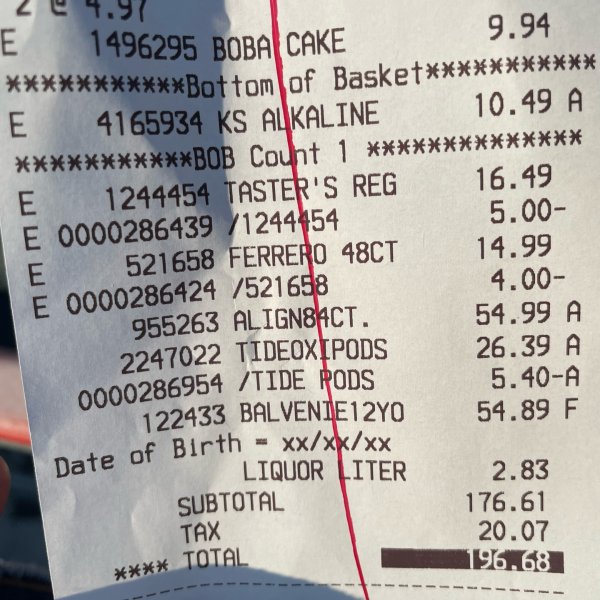 2 @ 4.97
E 1496295 BOBA CAKE 9.94
***********Bottom of Basket***********
E 4165934 KS ALKALINE 10.49 A
***********BOB Count 1 **************
E 1244454 TASTER'S REG 16.49
E 0000286439 /1244454 5.00-
E 521658 FERRERO 48CT 14.99
E 0000286424 /521658 4.00-
955263 ALIGN84CT. 54.99 A
2247022 TIDEOXIPODS 26.39 A
0000286954 /TIDE PODS 5.40-A
122433 BALVENIE12YO 54.89 F
Date of Birth = xx/xx/xx
LIQUOR LITER 2.83
SUBTOTAL 176.61
TAX 20.07
**** TOTAL 196.68